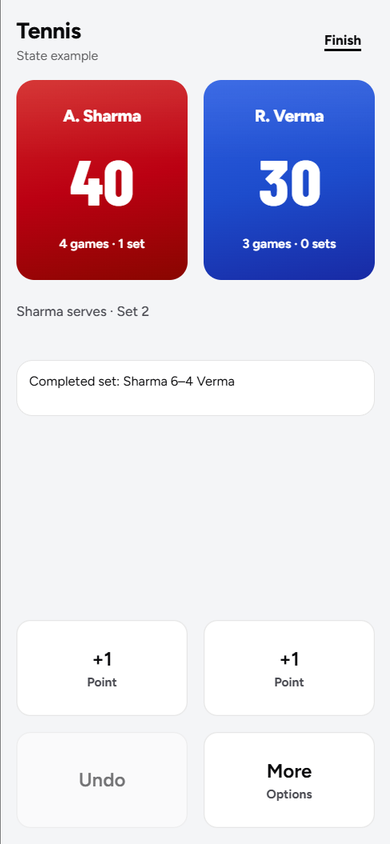 Tennis
State example
Finish
A. Sharma
40
4 games · 1 set
R. Verma
30
3 games · 0 sets
Sharma serves · Set 2
Completed set: Sharma 6–4 Verma
+1
Point
+1
Point
Undo
More
Options